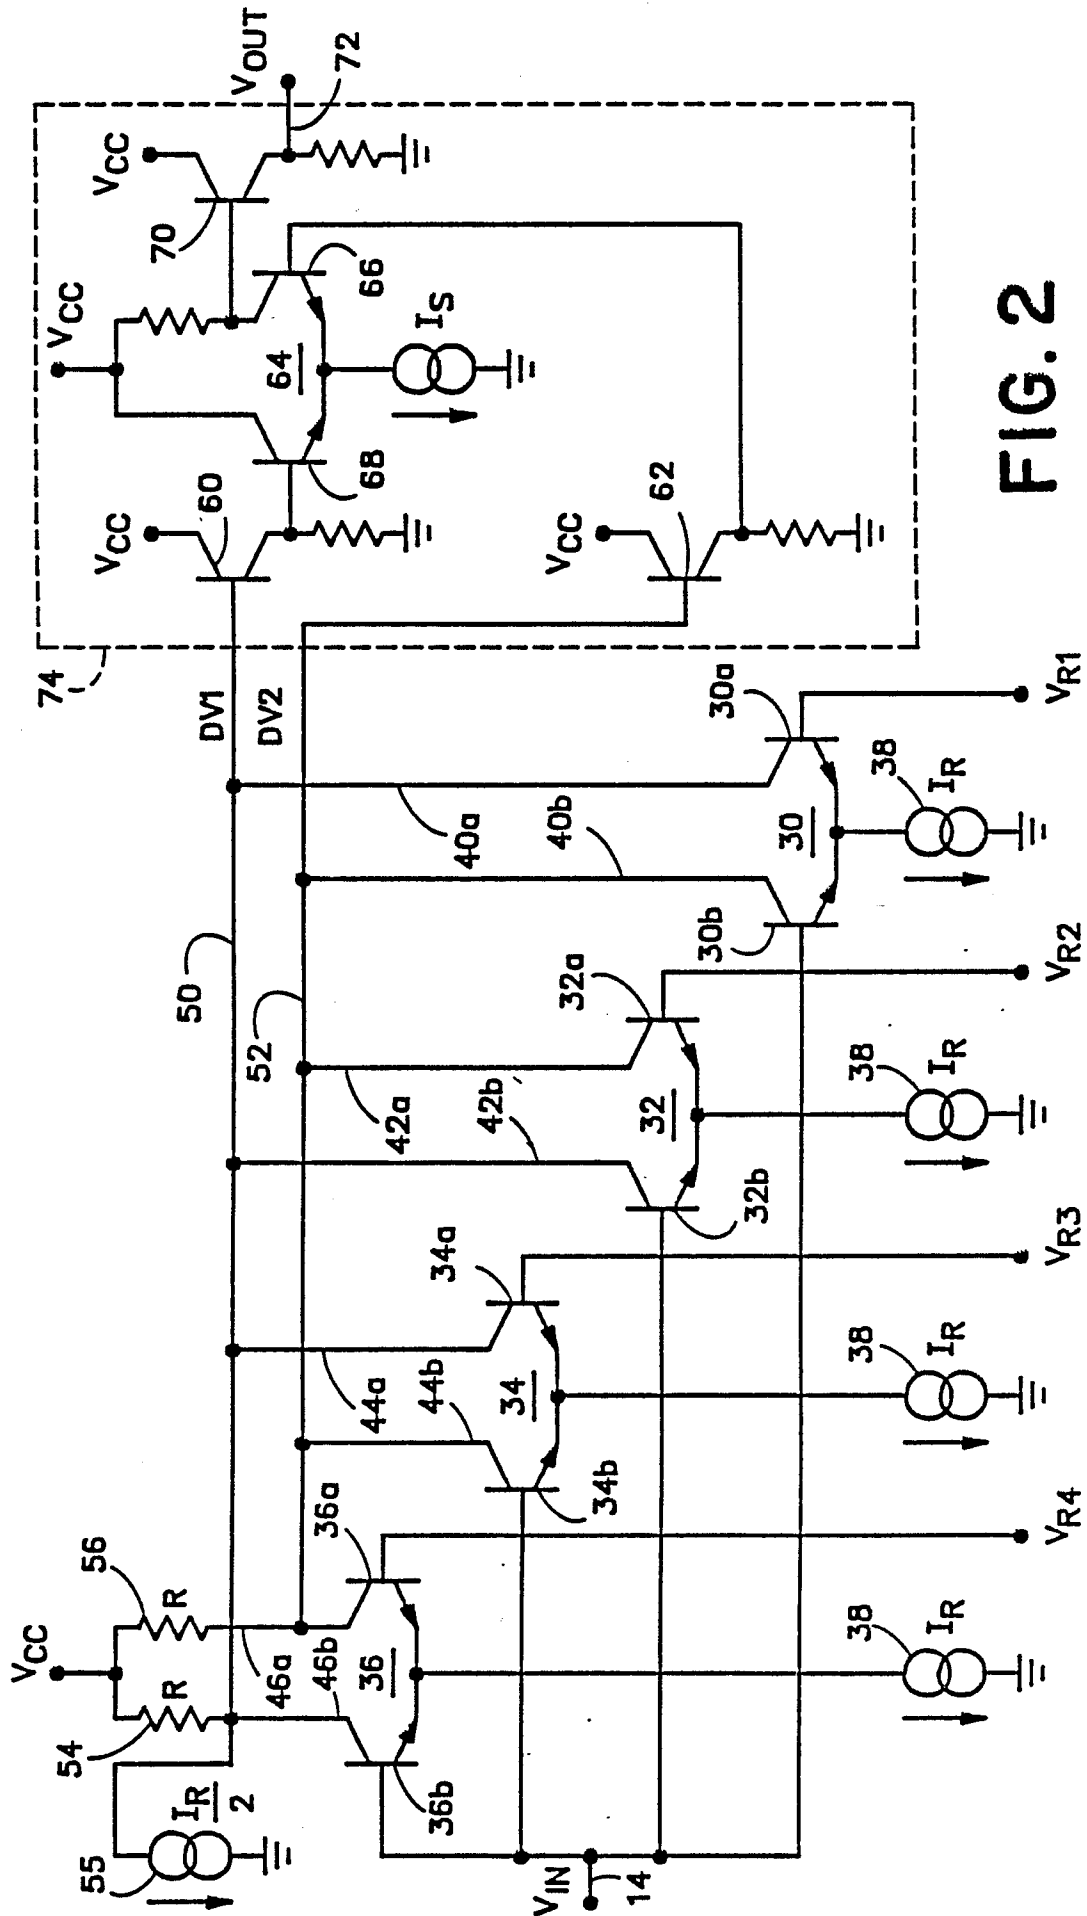 VCC
54
R
R
56
55
IR
2
46a
46b
36
36a
36b
VIN
14
50
52
DV1
DV2
44a
44b
34
34a
34b
42a
42b
32
32a
32b
40a
40b
30
30a
30b
38
IR
38
IR
38
IR
38
IR
VR4
VR3
VR2
VR1
74
VCC
60
68
VCC
64
66
IS
VCC
70
VOUT
72
VCC
62
FIG. 2